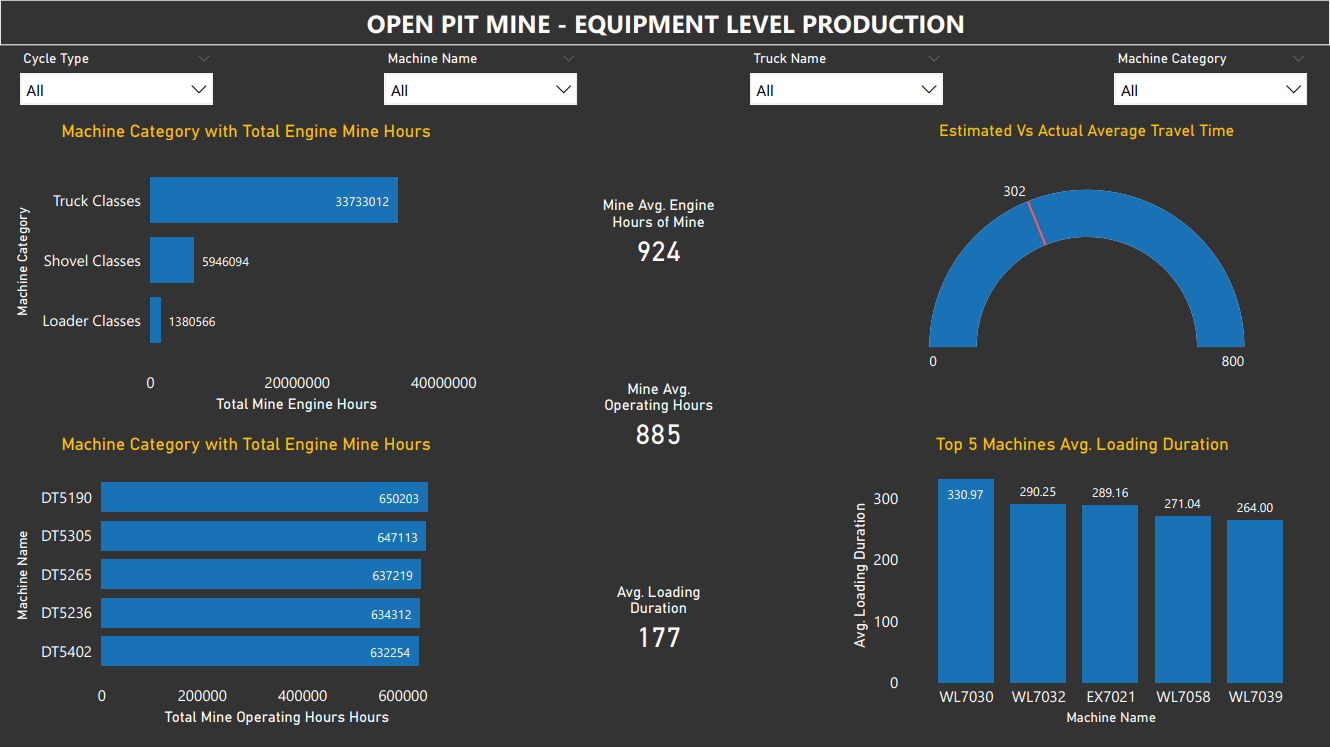 OPEN PIT MINE - EQUIPMENT LEVEL PRODUCTION
Cycle Type
All
Machine Name
All
Truck Name
All
Machine Category
All
Machine Category with Total Engine Mine Hours
Machine Category
Truck Classes
33733012
Shovel Classes
5946094
Loader Classes
1380566
0
20000000
40000000
Total Mine Engine Hours
Mine Avg. Engine
Hours of Mine
924
Mine Avg.
Operating Hours
885
Avg. Loading
Duration
177
Estimated Vs Actual Average Travel Time
302
0
800
Machine Category with Total Engine Mine Hours
Machine Name
DT5190
650203
DT5305
647113
DT5265
637219
DT5236
634312
DT5402
632254
0
200000
400000
600000
Total Mine Operating Hours Hours
Top 5 Machines Avg. Loading Duration
Avg. Loading Duration
300
200
100
0
330.97
290.25
289.16
271.04
264.00
WL7030
WL7032
EX7021
WL7058
WL7039
Machine Name